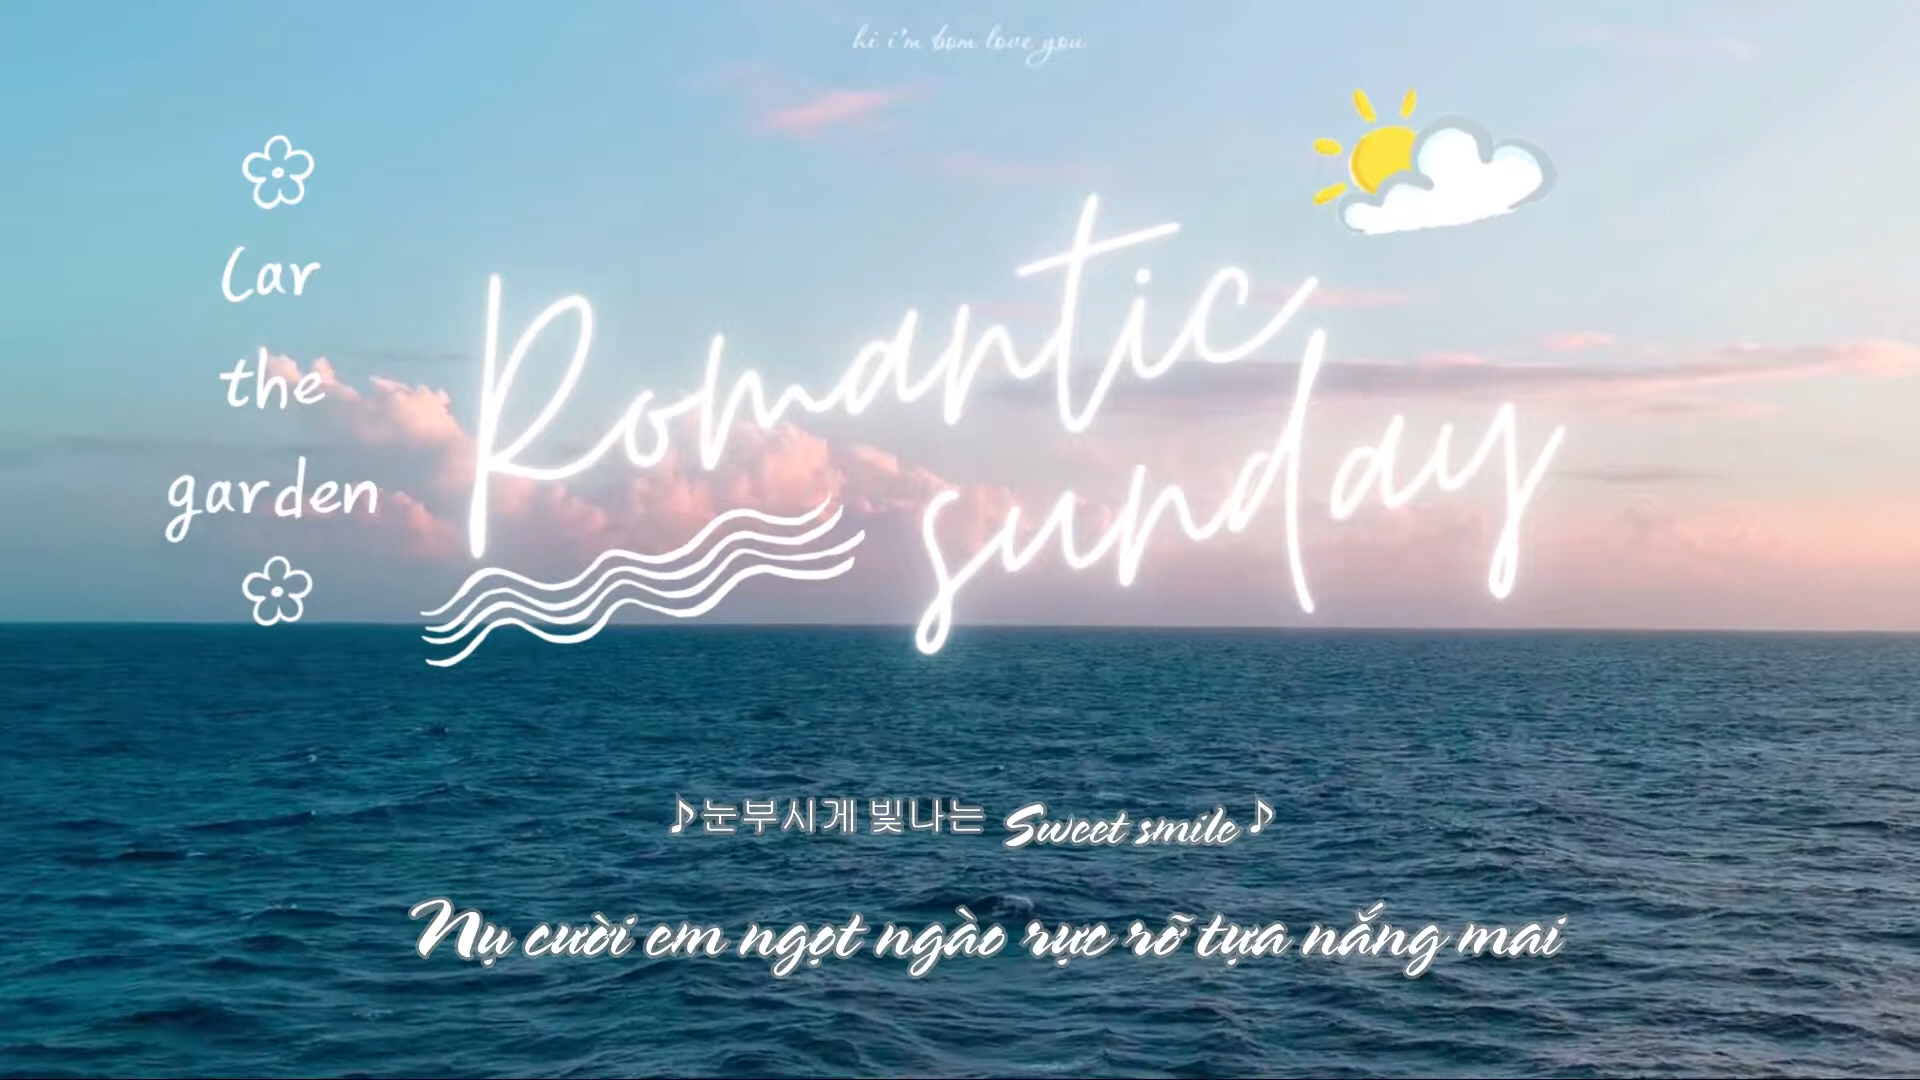 hi i'm bom love you
Car
the
garden
Romantic
sunday
♪눈부시게 빛나는 Sweet smile♪
Nụ cười em ngọt ngào rực rỡ tựa nắng mai